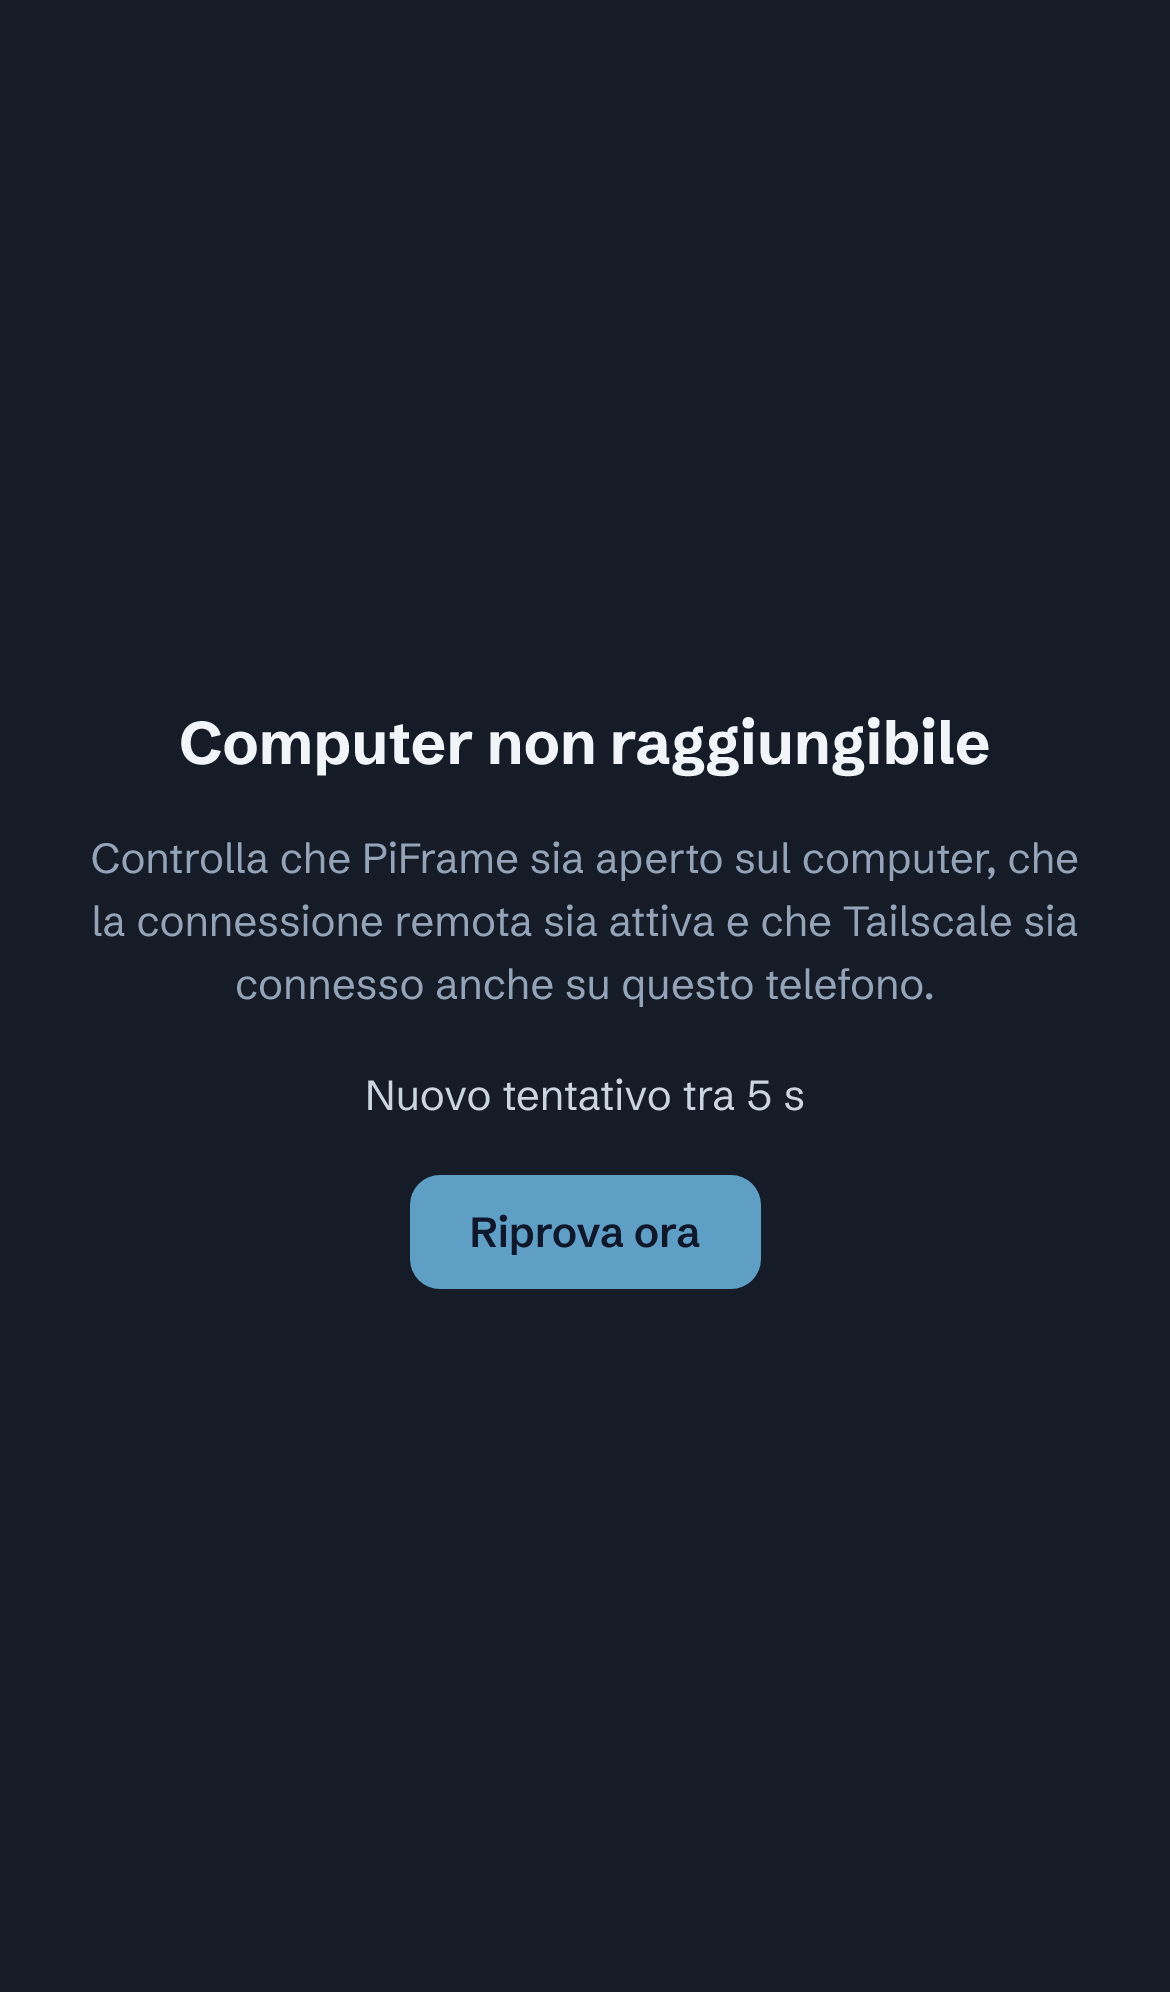 Computer non raggiungibile
Controlla che PiFrame sia aperto sul computer, che
la connessione remota sia attiva e che Tailscale sia
connesso anche su questo telefono.
Nuovo tentativo tra 5 s
Riprova ora